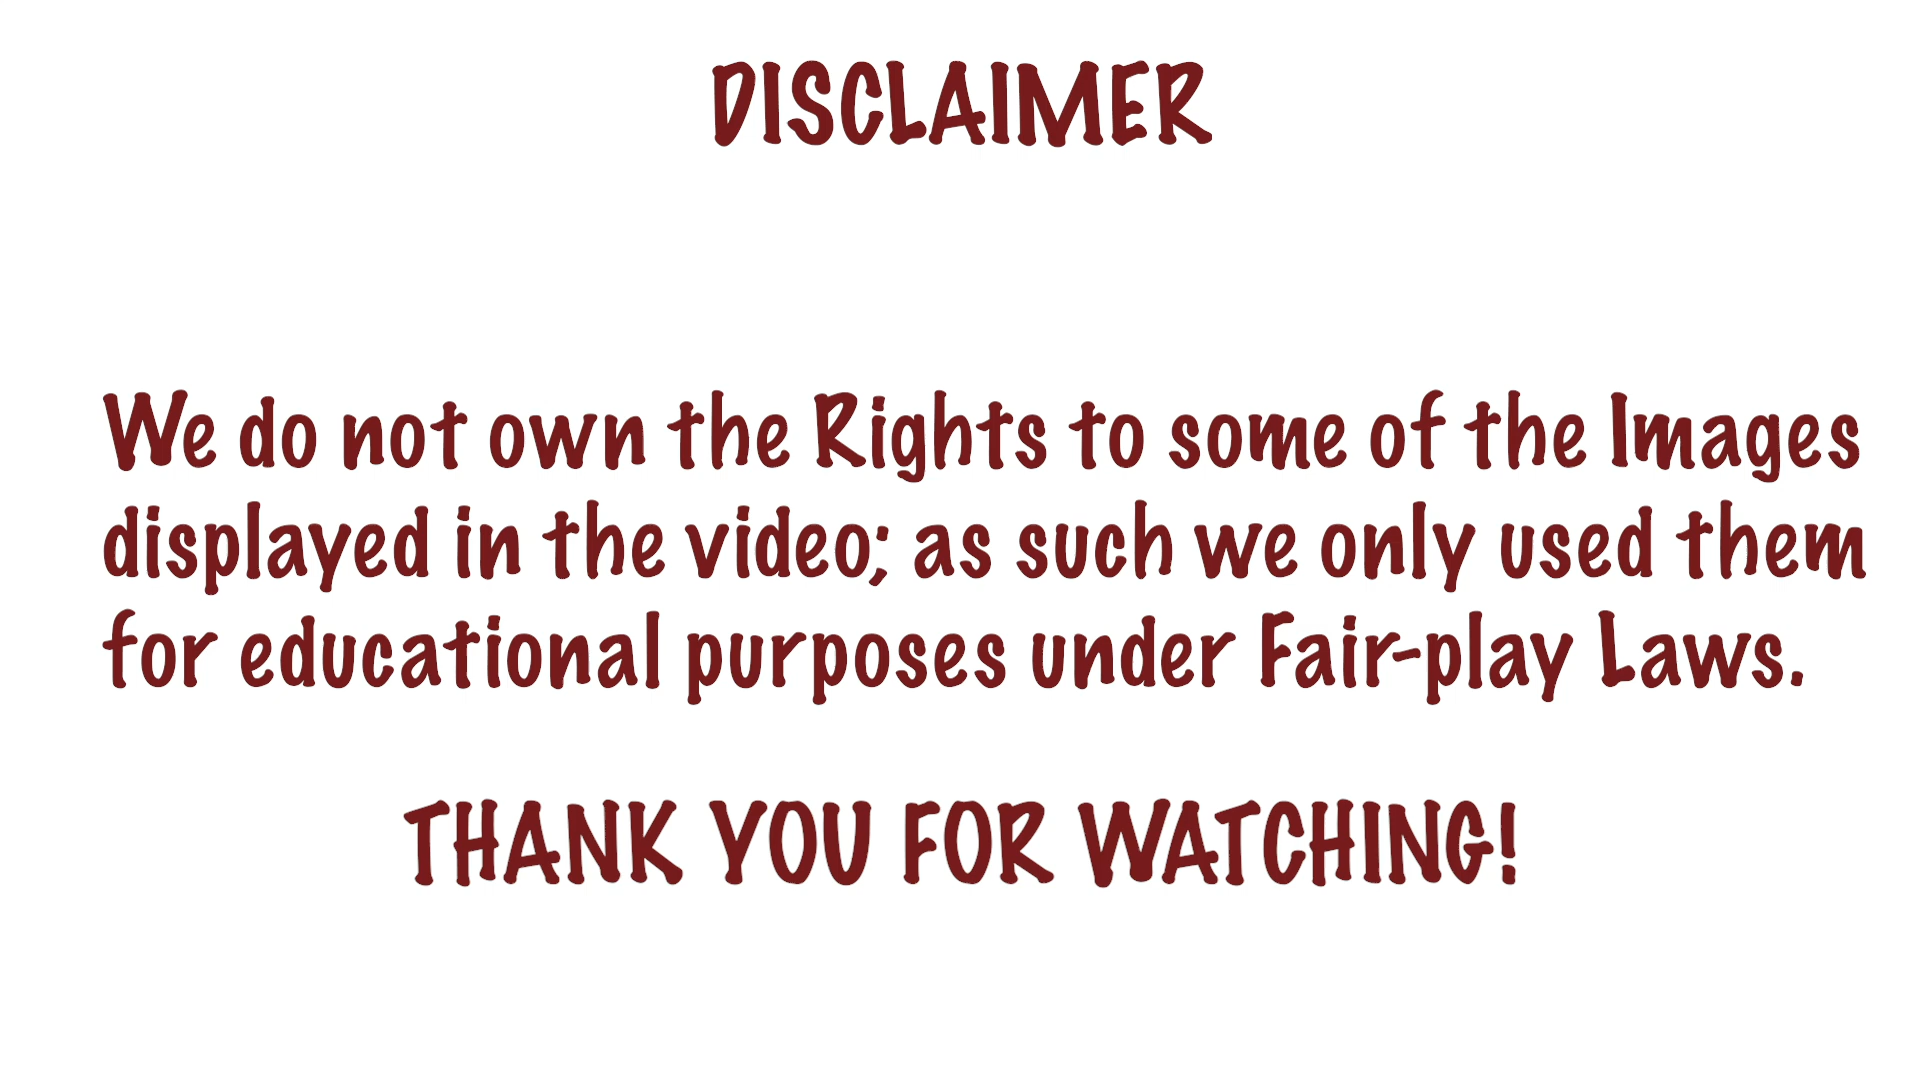 DISCLAIMER
We do not own the Rights to some of the Images
displayed in the video; as such we only used them
for educational purposes under Fair-play Laws.
THANK YOU FOR WATCHING!